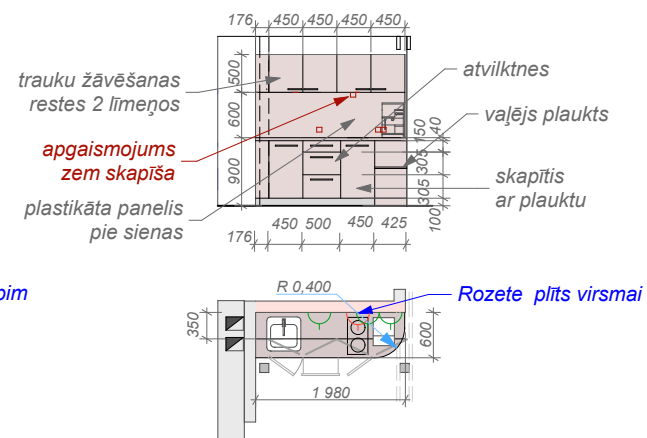 176 450 450 450 450
500
600
900
trauku žāvēšanas
restes 2 līmeņos
apgaismojums
zem skapīša
plastikāta panelis
pie sienas
atvilktnes
vaļējs plaukts
skapītis
ar plauktu
150 40
305
305
100
450 500 450 425
176
pim
R 0,400
Rozete plīts virsmai
350
600
1 980